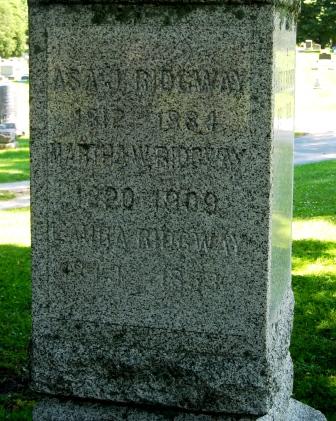 ASA J. RIDGWAY
1812 1884
MARTHA W. RIDGWAY
1820 1909
LAURA RIDGWAY